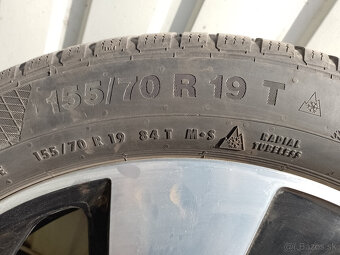 155/70 R 19 T
155/70 R 19 84 T M•S RADIAL TUBELESS
Bazos.sk